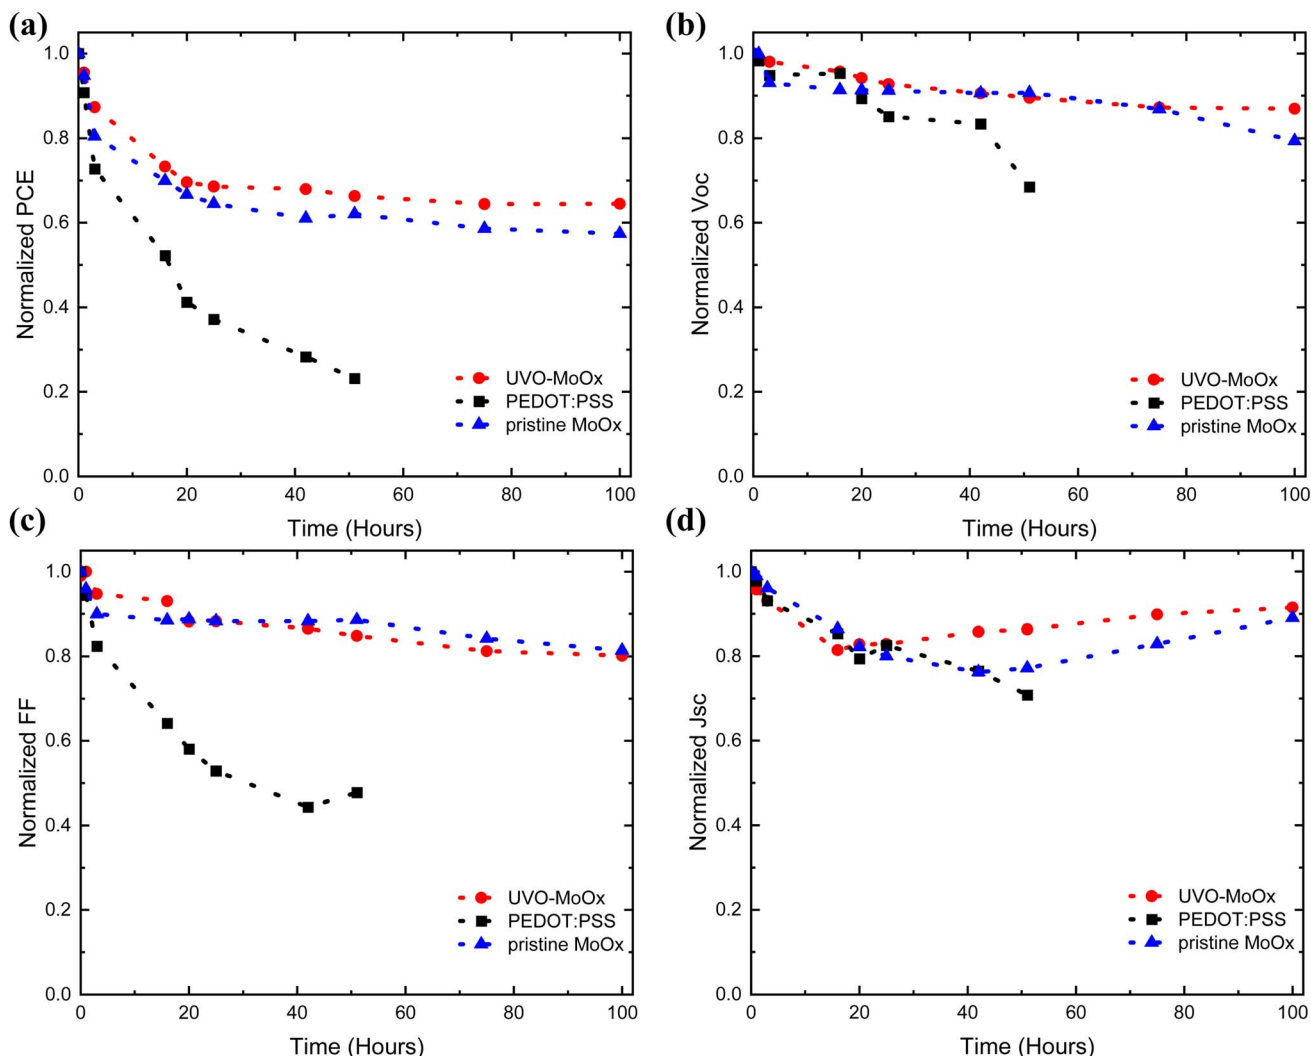 (a)
Normalized PCE
1.0
0.8
0.6
0.4
0.2
0.0
0 20 40 60 80 100
Time (Hours)
UVO-MoOx
PEDOT:PSS
pristine MoOx
(b)
Normalized Voc
1.0
0.8
0.6
0.4
0.2
0.0
0 20 40 60 80 100
Time (Hours)
UVO-MoOx
PEDOT:PSS
pristine MoOx
(c)
Normalized FF
1.0
0.8
0.6
0.4
0.2
0.0
0 20 40 60 80 100
Time (Hours)
UVO-MoOx
PEDOT:PSS
pristine MoOx
(d)
Normalized Jsc
1.0
0.8
0.6
0.4
0.2
0.0
0 20 40 60 80 100
Time (Hours)
UVO-MoOx
PEDOT:PSS
pristine MoOx